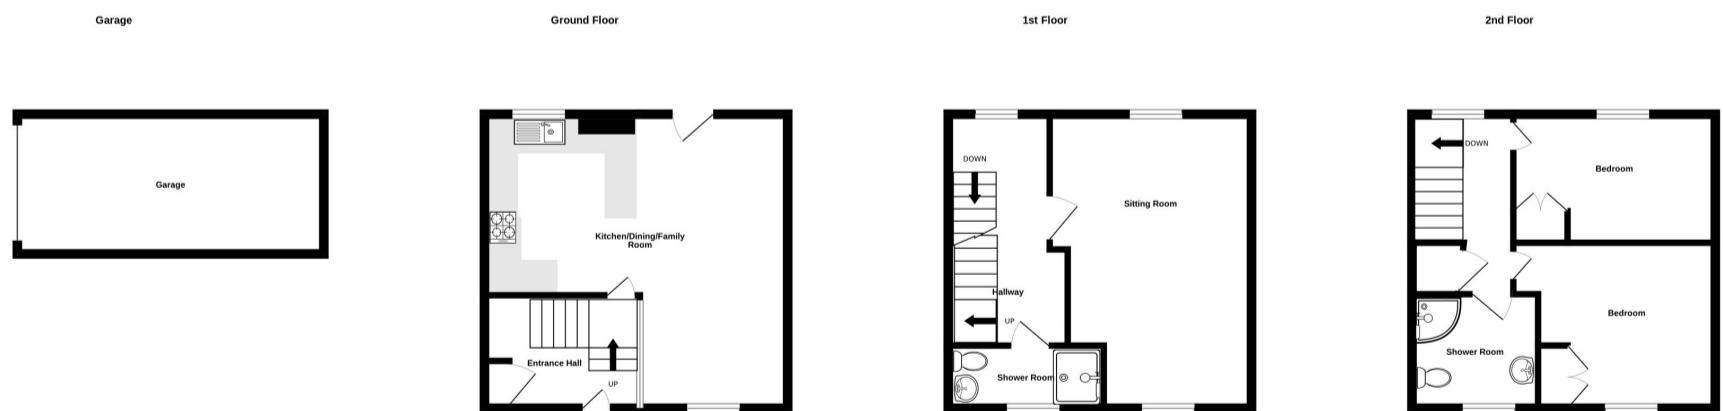 Garage
Ground Floor
1st Floor
2nd Floor
Garage
Kitchen/Dining/Family
Room
Entrance Hall
UP
DOWN
Sitting Room
Hallway
UP
Shower Room
DOWN
Bedroom
Bedroom
Shower Room